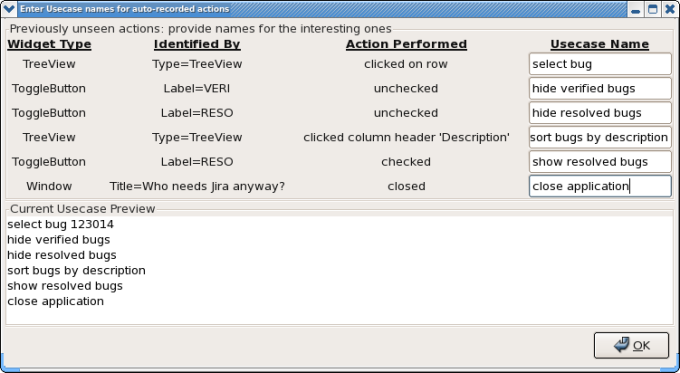 Enter Usecase names for auto-recorded actions
Previously unseen actions: provide names for the interesting ones
Widget Type Identified By Action Performed Usecase Name
TreeView Type=TreeView clicked on row select bug
ToggleButton Label=VERI unchecked hide verified bugs
ToggleButton Label=RESO unchecked hide resolved bugs
TreeView Type=TreeView clicked column header 'Description' sort bugs by description
ToggleButton Label=RESO checked show resolved bugs
Window Title=Who needs Jira anyway? closed close application
Current Usecase Preview
select bug 123014
hide verified bugs
hide resolved bugs
sort bugs by description
show resolved bugs
close application
OK